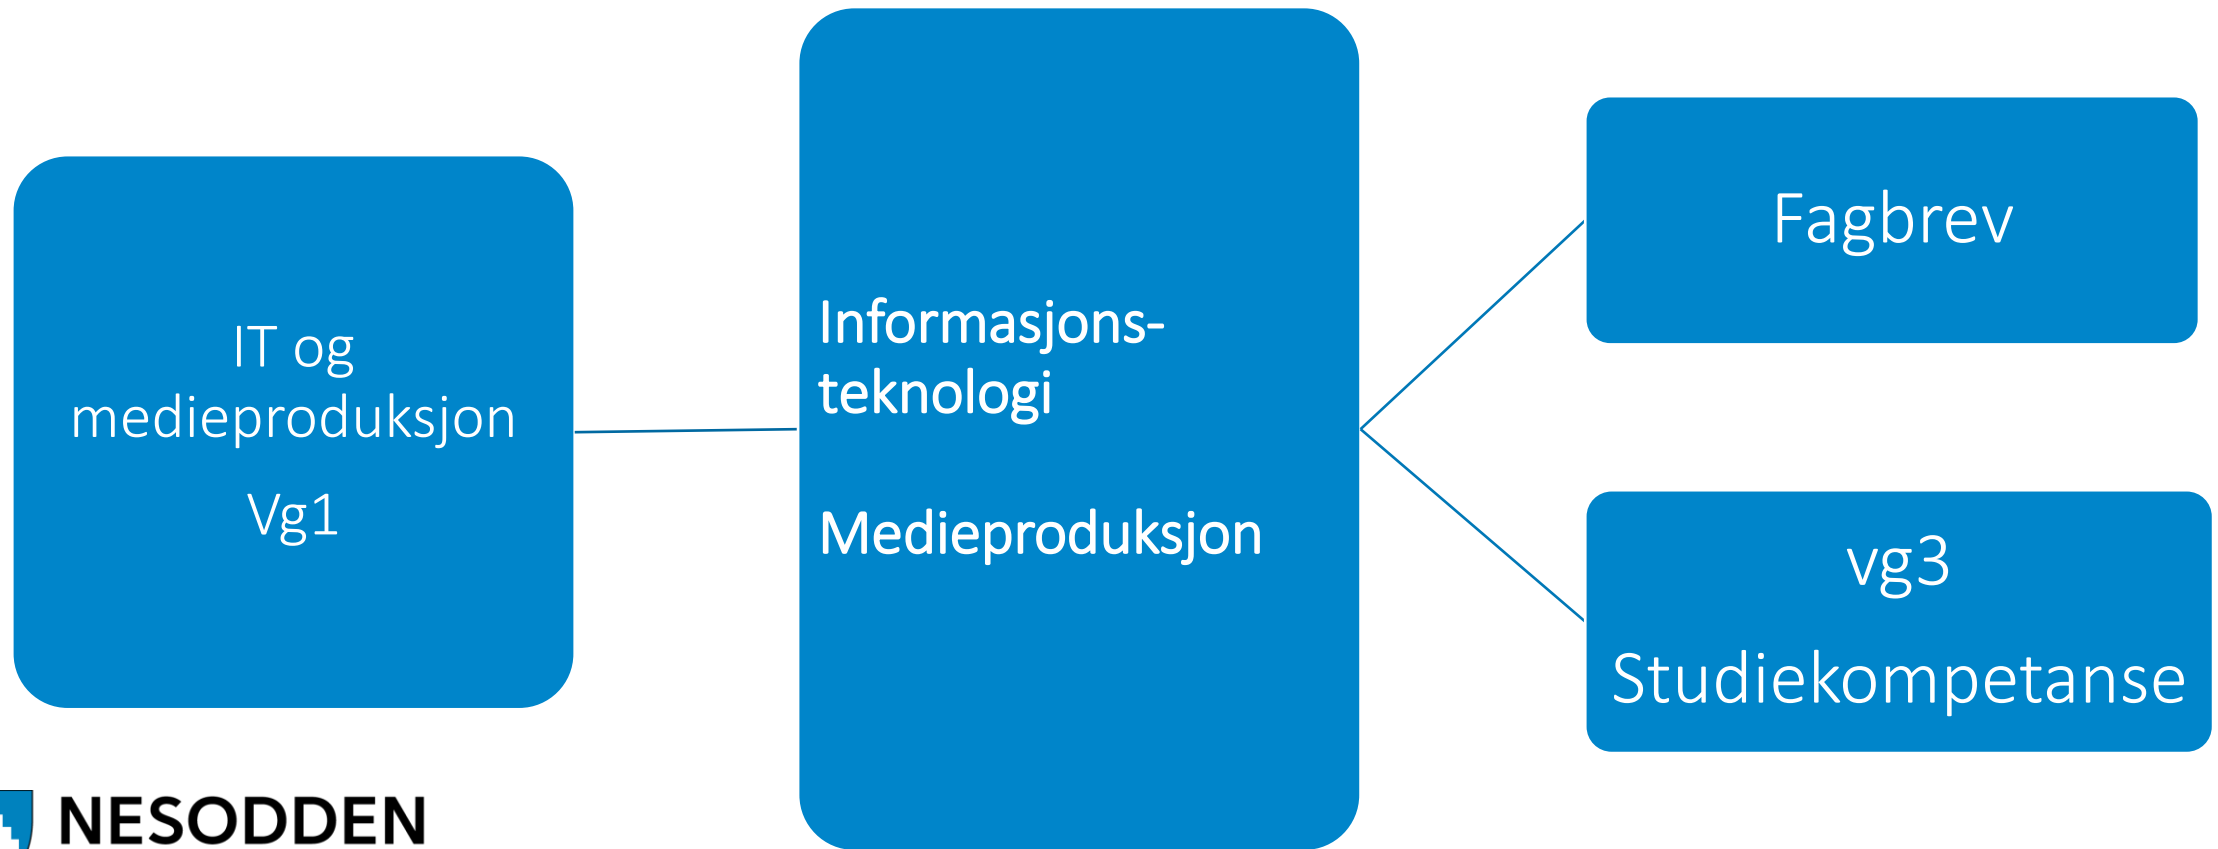 IT og
medieproduksjon
Vg1
Informasjons-
teknologi
Medieproduksjon
Fagbrev
vg3
Studiekompetanse
NESODDEN